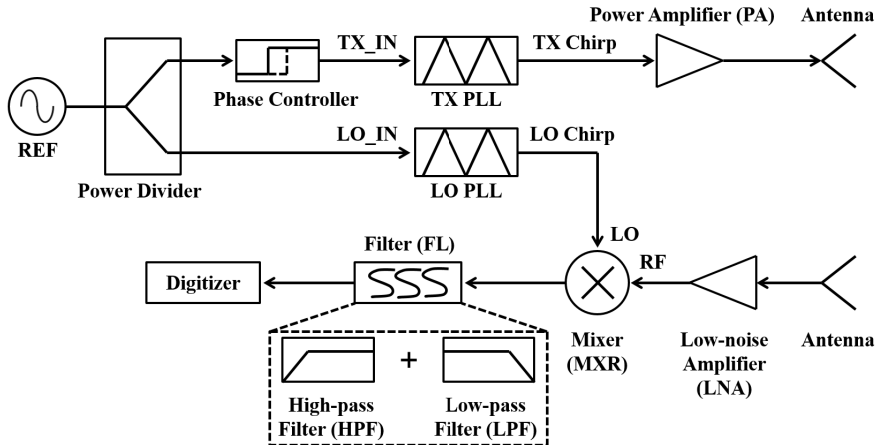 Power Amplifier (PA)
Antenna
TX_IN
TX Chirp
Phase Controller
TX PLL
REF
LO_IN
LO Chirp
Power Divider
LO PLL
Filter (FL)
LO
RF
Digitizer
Mixer
(MXR)
Low-noise
Amplifier
(LNA)
Antenna
+
High-pass
Filter (HPF)
Low-pass
Filter (LPF)